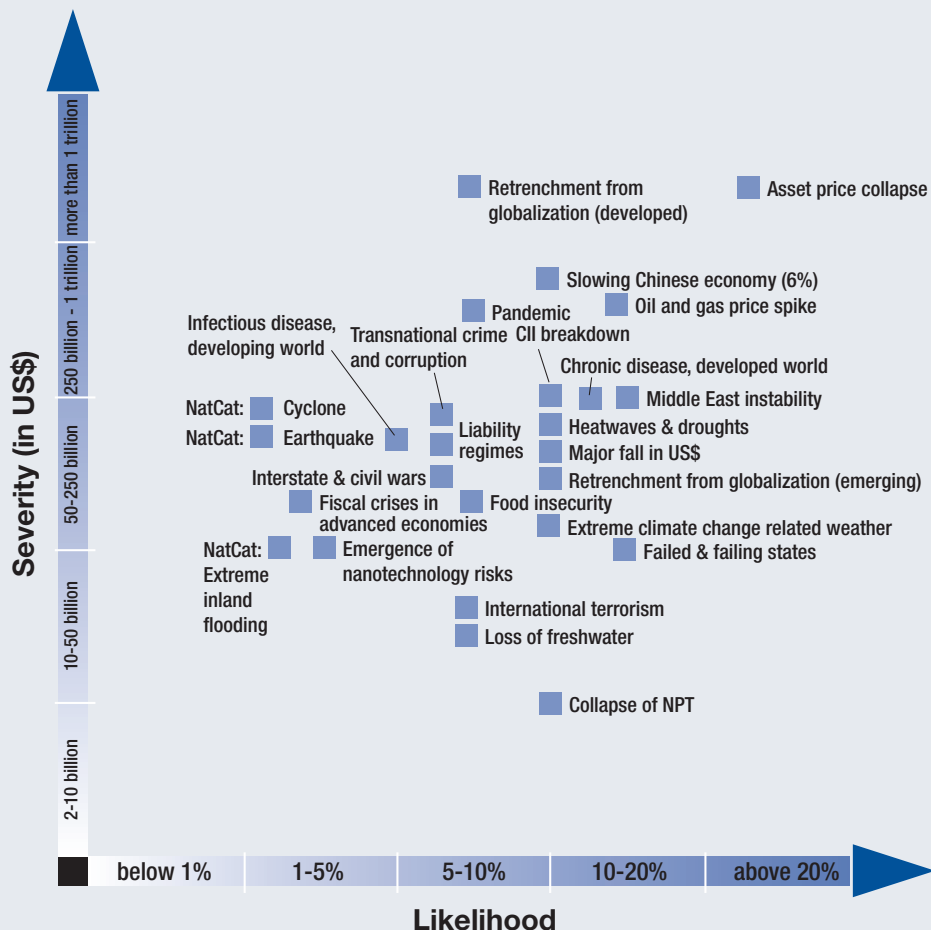 Severity (in US$)
more than 1 trillion
250 billion - 1 trillion
50-250 billion
10-50 billion
2-10 billion
Retrenchment from
globalization (developed)
Asset price collapse
Slowing Chinese economy (6%)
Oil and gas price spike
Pandemic
Infectious disease,
developing world
Transnational crime
and corruption
CII breakdown
Chronic disease, developed world
Middle East instability
NatCat: Cyclone
NatCat: Earthquake
Liability
regimes
Heatwaves & droughts
Major fall in US$
Interstate & civil wars
Retrenchment from globalization (emerging)
Fiscal crises in
advanced economies
Food insecurity
Extreme climate change related weather
Failed & failing states
NatCat:
Extreme
inland
flooding
Emergence of
nanotechnology risks
International terrorism
Loss of freshwater
Collapse of NPT
below 1%
1-5%
5-10%
10-20%
above 20%
Likelihood